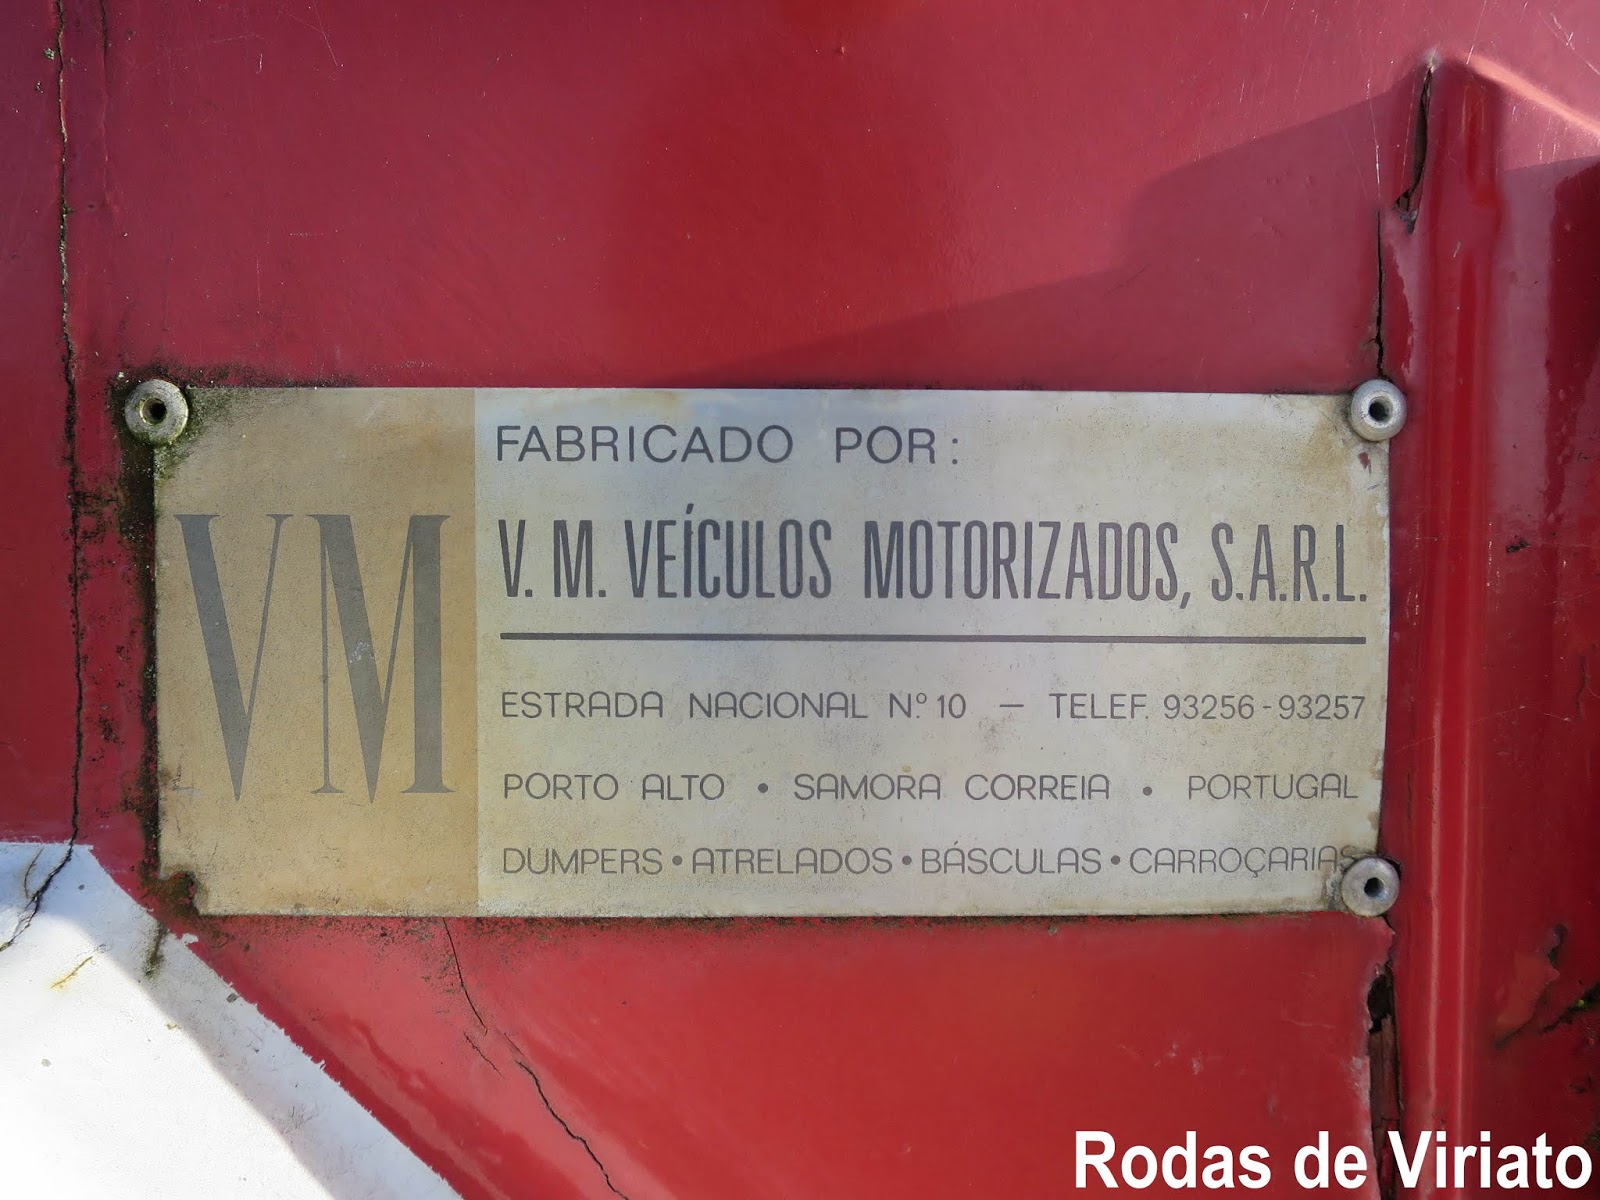 VM
FABRICADO POR:
V. M. VEÍCULOS MOTORIZADOS, S.A.R.L.
ESTRADA NACIONAL N.º 10 — TELEF. 93256-93257
PORTO ALTO • SAMORA CORREIA • PORTUGAL
DUMPERS • ATRELADOS • BÁSCULAS • CARROÇARIAS
Rodas de Viriato